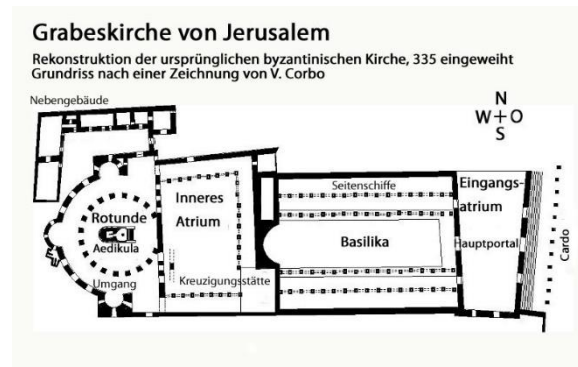 Grabeskirche von Jerusalem
Rekonstruktion der ursprünglichen byzantinischen Kirche, 335 eingeweiht
Grundriss nach einer Zeichnung von V. Corbo
Nebengebäude
N
W+O
S
Inneres
Atrium
Rotunde
Aedikula
Umgang
Kreuzigungsstätte
Seitenschiffe
Basilika
Eingangs-
atrium
Hauptportal
Cardo